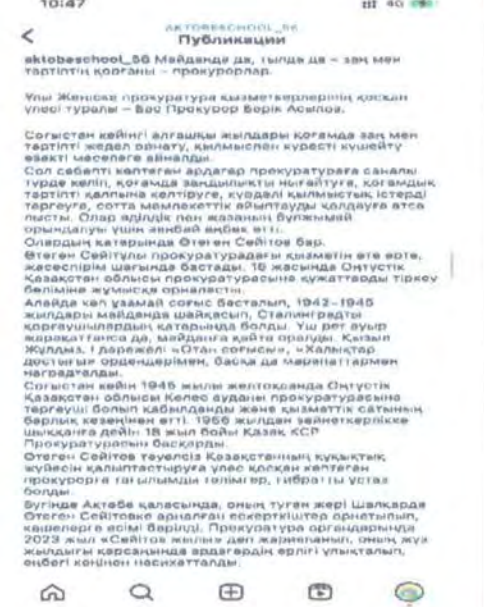 10:47
4G
AKTOBESCHOOL_56
Публикации
aktobeschool_56 Майданда да, тылда да – заң мен
тәртіптің қорғаны – прокурорлар.
Ұлы Жеңіске прокуратура қызметкерлерінің қосқан
үлесі туралы – Бас Прокурор Берік Асылов.
Соғыстан кейінгі алғашқы жылдары қоғамда заң мен
тәртіпті жедел орнату, қылмыспен күресті күшейту
өзекті мәселеге айналды.
Сол себепті көптеген ардагер прокуратураға саналы
түрде келіп, қоғамда заңдылықты нығайтуға, қоғамдық
тәртіпті қалпына келтіруге, күрделі қылмыстық істерді
тергеуге, сотта мемлекеттік айыптауды қолдауға атса
лысты. Олар әділдік пен жазаның бұлжымай
орындалуы үшін аянбай еңбек етті.
Олардың қатарында Өтеген Сейітов бар.
Өтеген Сейітұлы прокуратурадағы қызметін өте ерте,
жасөспірім шағында бастады. 16 жасында Оңтүстік
Қазақстан облысы прокуратурасына құжаттарды тіркеу
бөліміне жұмысқа орналасты.
Алайда көп ұзамай соғыс басталып, 1942–1945
жылдары майданда шайқасып, Сталинградты
қорғаушылардың қатарында болды. Үш рет ауыр
жарақаттанса да, майданға қайта оралды. Қызыл
Жұлдыз, I дәрежелі «Отан соғысы», «Халықтар
достығы» ордендерімен, басқа да марапаттармен
наградталды.
Соғыстан кейін 1945 жылы желтоқсанда Оңтүстік
Қазақстан облысы Келес ауданы прокуратурасына
тергеуші болып қабылданды және қызметтік сатының
барлық кезеңінен өтті. 1956 жылдан зейнеткерлікке
шыққанға дейін 18 жыл бойы Қазақ КСР
Прокуратурасын басқарды.
Өтеген Сейітов тәуелсіз Қазақстанның құқықтық
жүйесін қалыптастыруға үлес қосқан көптеген
прокурорға тағылымды тәлімгер, ғибратты ұстаз
болды.
Бүгінде Ақтөбе қаласында, оның туған жері Шалқарда
Өтеген Сейітовке арналған ескерткіштер орнатылып,
көшелерге есімі берілді. Прокуратура органдарында
2023 жыл «Сейітов жылы» деп жарияланып, оның жүз
жылдығы қарсаңында ардагердің ерлігі ұлықталып,
еңбегі кеңінен насихатталды.